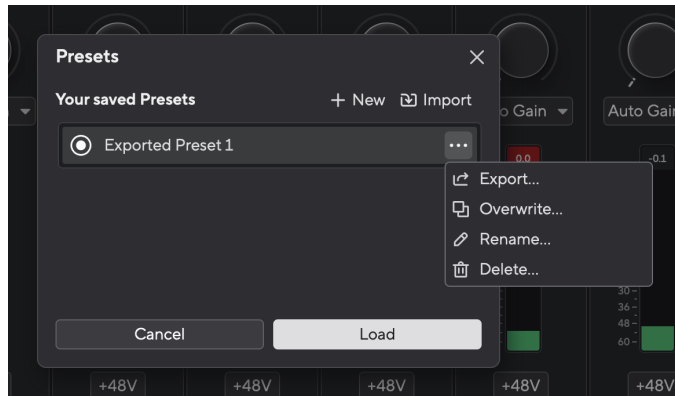 Presets
Your saved Presets
New
Import
Exported Preset 1
Export...
Overwrite...
Rename...
Delete...
Cancel
Load
o Gain
Auto Gai
0.0
-0.1
30
36
48
60
+48V
+48V
+48V
+48V
+48V